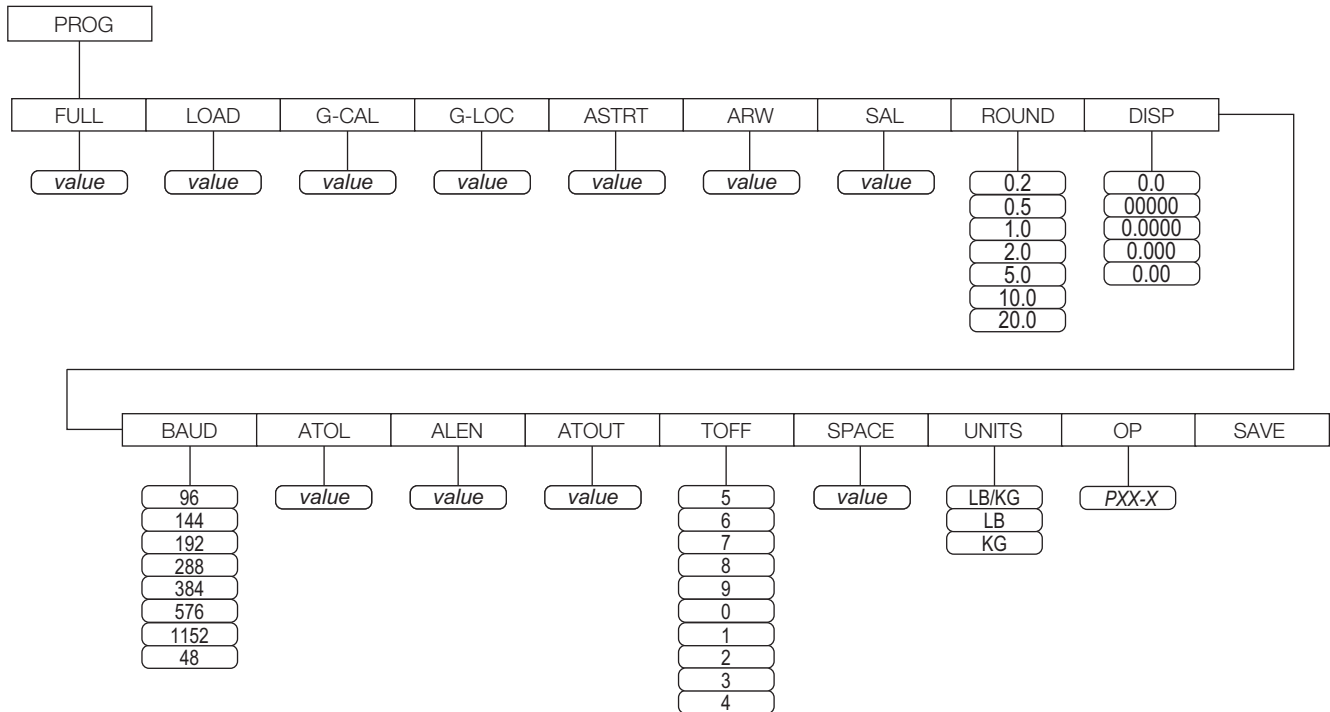 PROG
FULL LOAD G-CAL G-LOC ASTRT ARW SAL ROUND DISP
value value value value value value value 0.2 0.0
0.5 00000
1.0 0.0000
2.0 0.000
5.0 0.00
10.0
20.0
BAUD ATOL ALEN ATOUT TOFF SPACE UNITS OP SAVE
96 value value value 5 value LB/KG PXX-X
144 6 LB
192 7 KG
288 8
384 9
576 0
1152 1
48 2
3
4